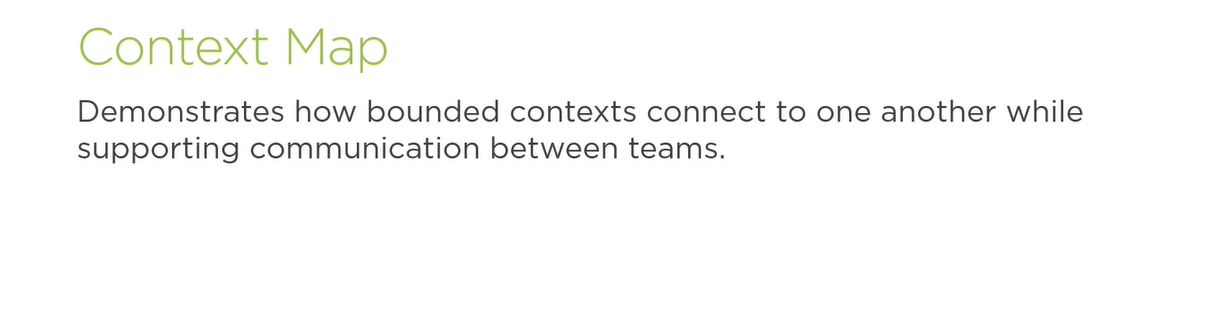 Context Map
Demonstrates how bounded contexts connect to one another while
supporting communication between teams.